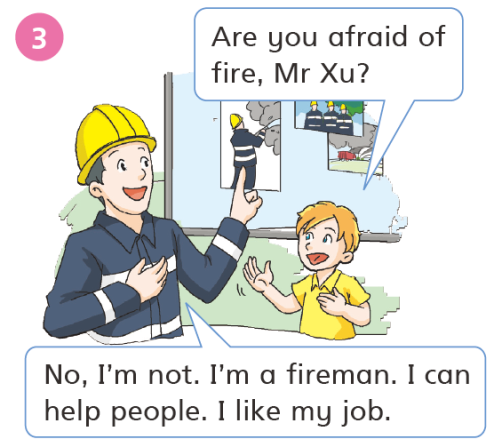 3
Are you afraid of
fire, Mr Xu?
No, I'm not. I'm a fireman. I can
help people. I like my job.